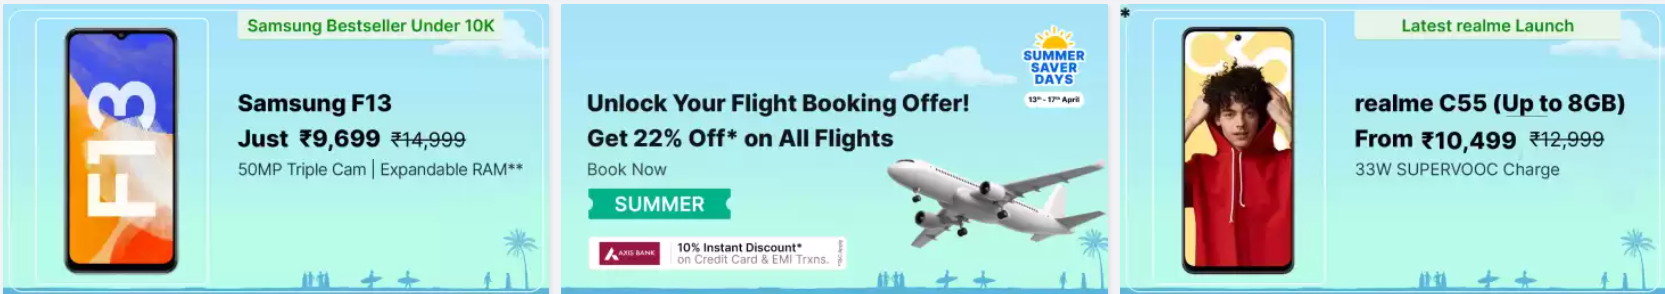 Samsung Bestseller Under 10K
F13
Samsung F13
Just ₹9,699 ₹14,999
50MP Triple Cam | Expandable RAM**
SUMMER
SAVER
DAYS
13th - 17th April
Unlock Your Flight Booking Offer!
Get 22% Off* on All Flights
Book Now
SUMMER
AXIS BANK
10% Instant Discount*
on Credit Card & EMI Trxns.
*
Latest realme Launch
realme C55 (Up to 8GB)
From ₹10,499 ₹12,999
33W SUPERVOOC Charge